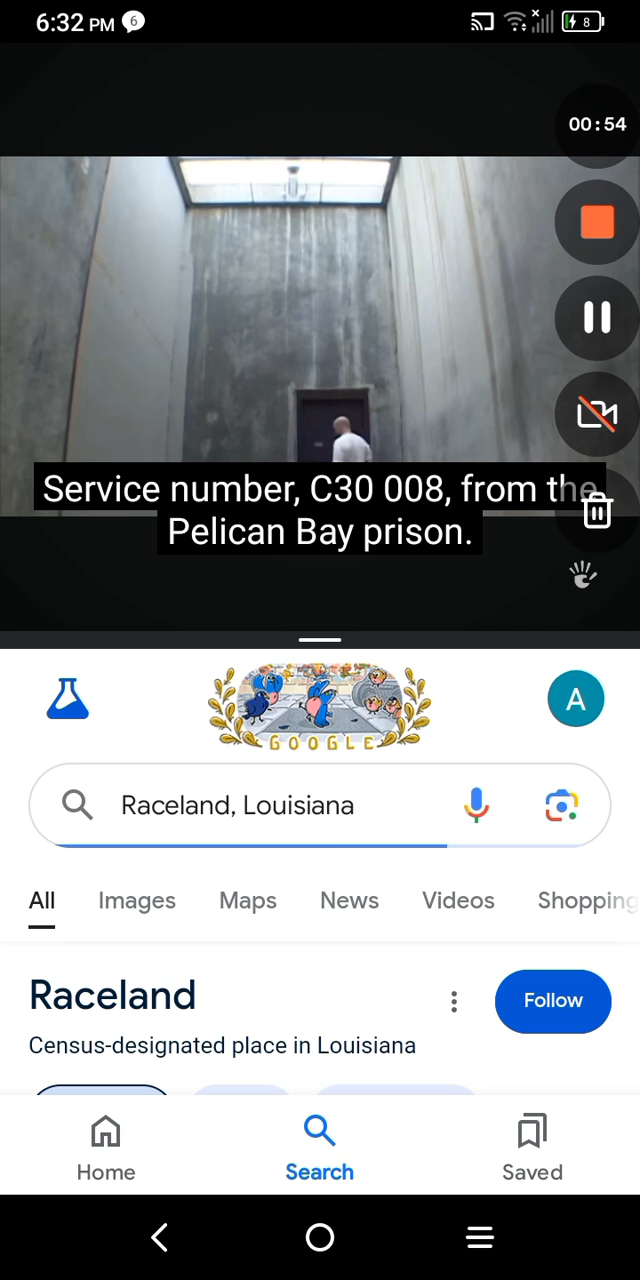 6:32 PM 6
8
00:54
Service number, C30 008, from the
Pelican Bay prison.
GOOGLE
A
Raceland, Louisiana
All Images Maps News Videos Shopping
Raceland
Follow
Census-designated place in Louisiana
Home Search Saved